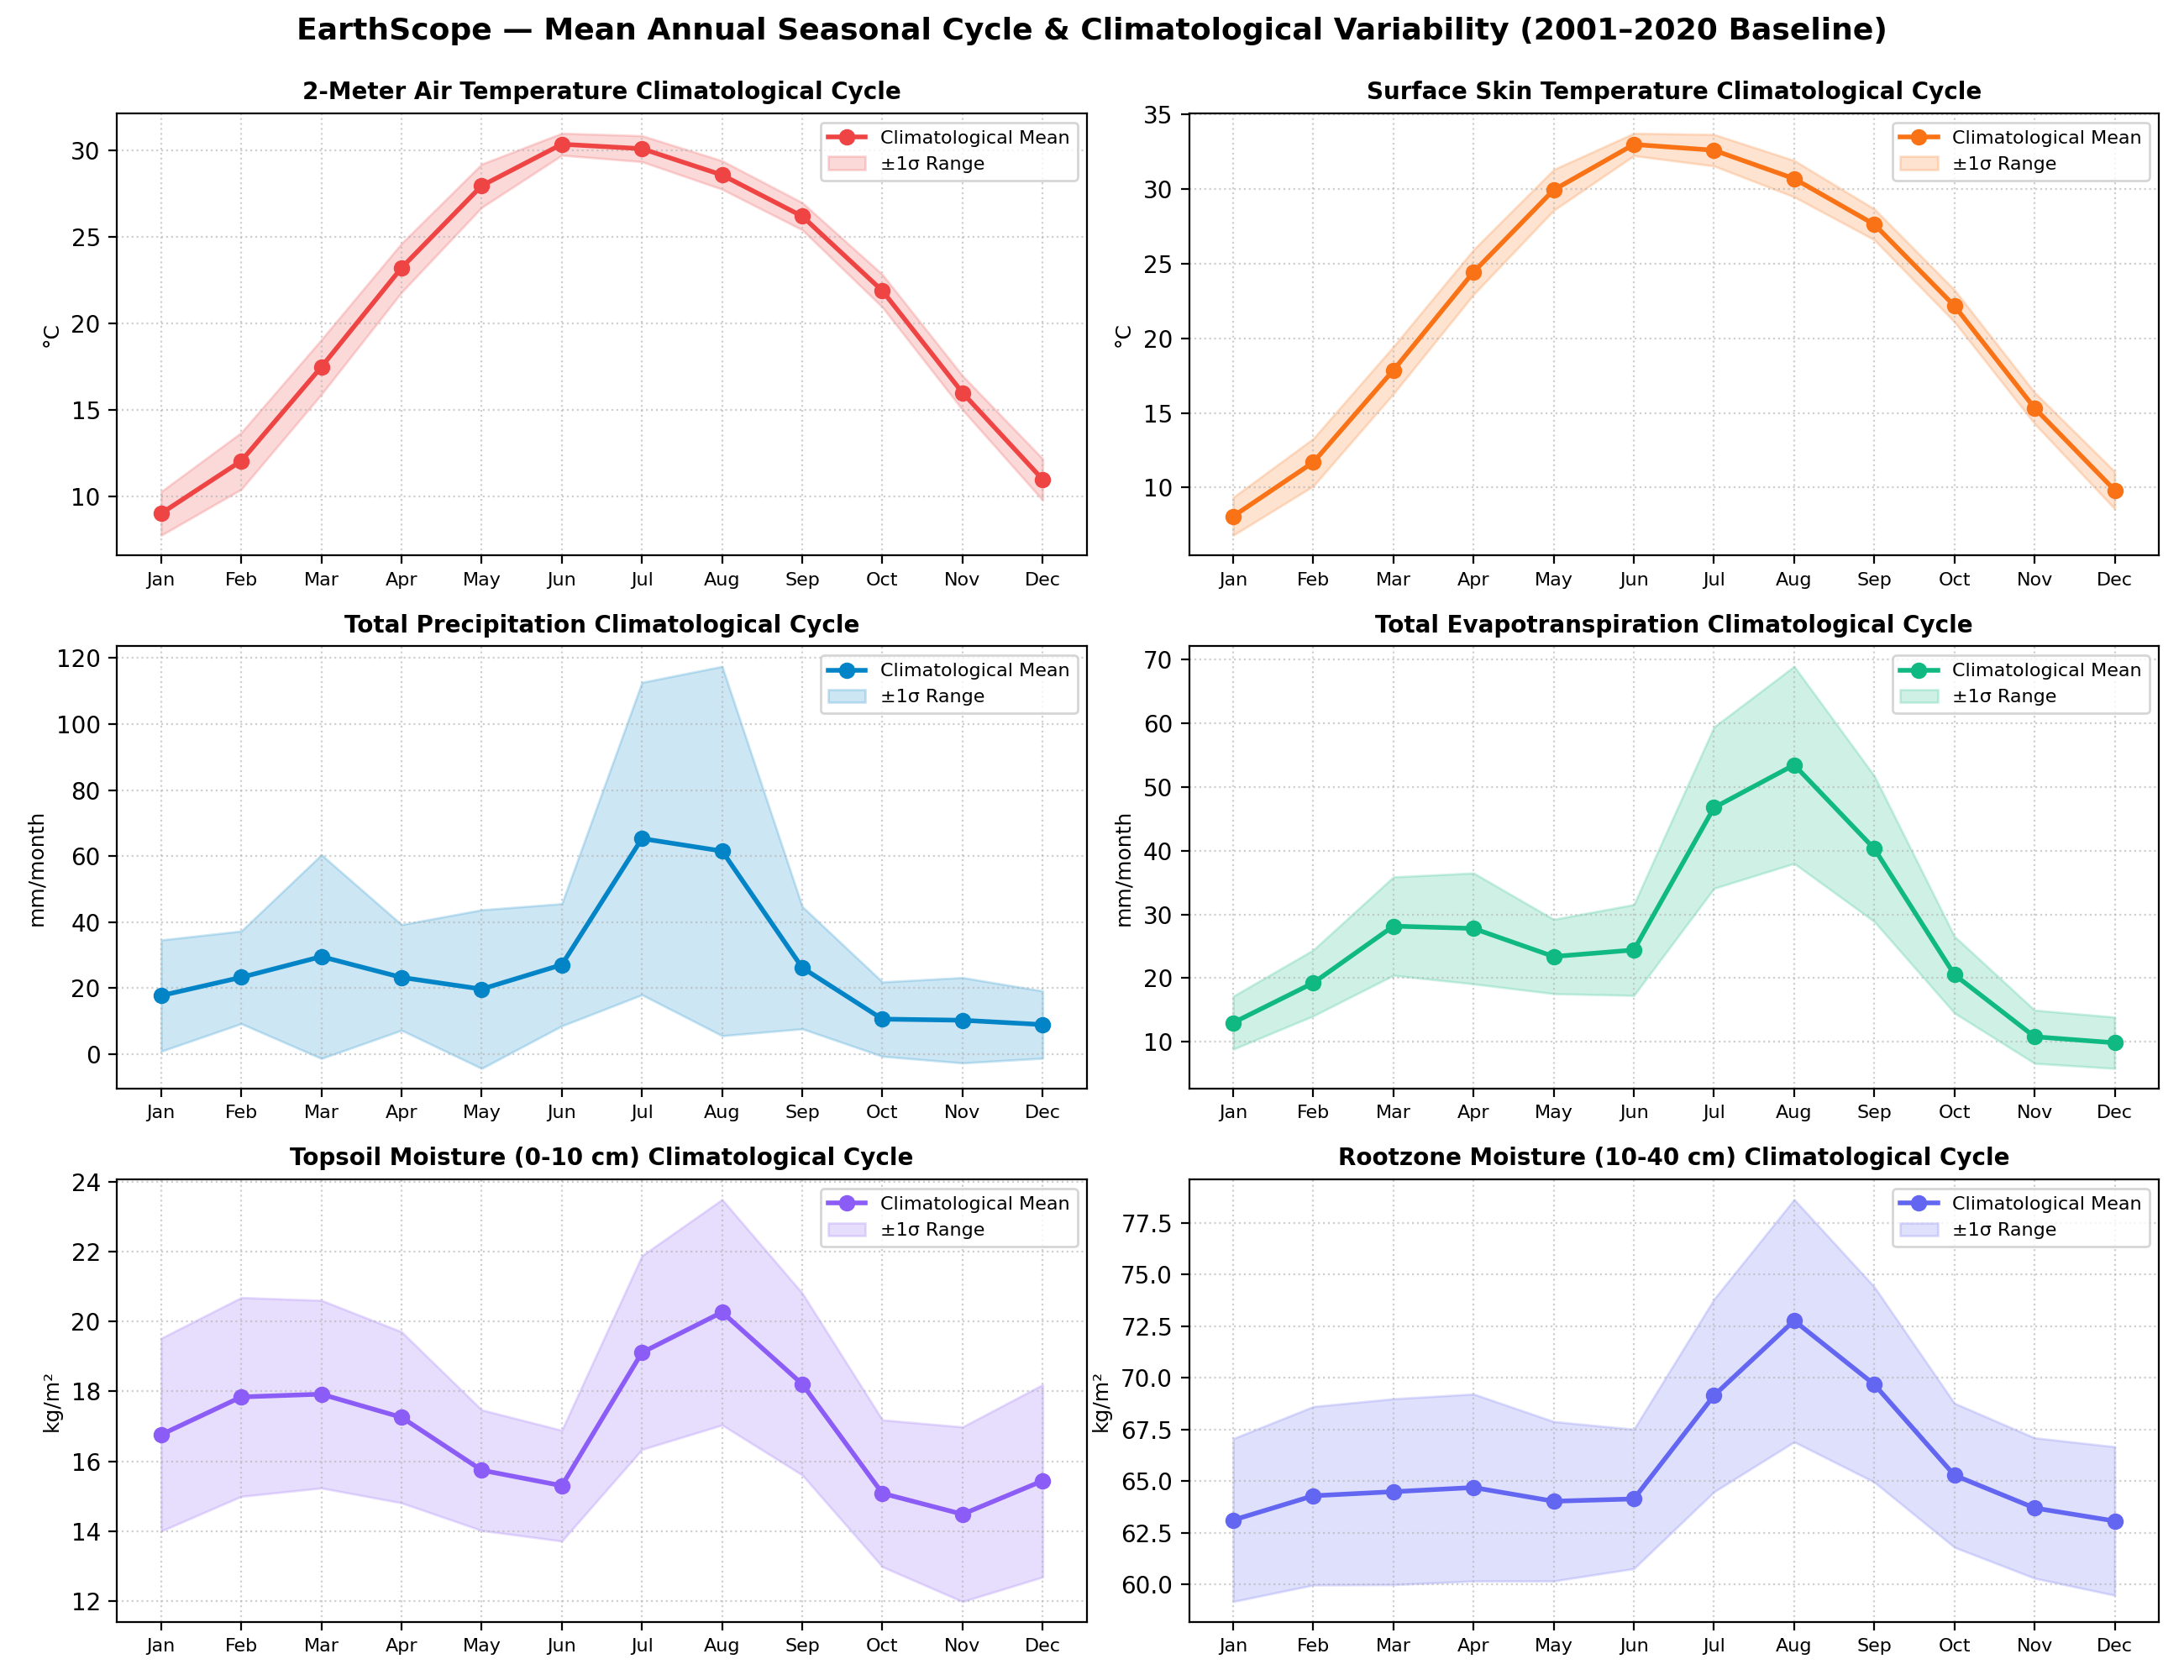 EarthScope — Mean Annual Seasonal Cycle & Climatological Variability (2001–2020 Baseline)
2-Meter Air Temperature Climatological Cycle
°C
30
25
20
15
10
Climatological Mean
±1σ Range
Jan Feb Mar Apr May Jun Jul Aug Sep Oct Nov Dec
Surface Skin Temperature Climatological Cycle
°C
35
30
25
20
15
10
Climatological Mean
±1σ Range
Jan Feb Mar Apr May Jun Jul Aug Sep Oct Nov Dec
Total Precipitation Climatological Cycle
mm/month
120
100
80
60
40
20
0
Climatological Mean
±1σ Range
Jan Feb Mar Apr May Jun Jul Aug Sep Oct Nov Dec
Total Evapotranspiration Climatological Cycle
mm/month
70
60
50
40
30
20
10
Climatological Mean
±1σ Range
Jan Feb Mar Apr May Jun Jul Aug Sep Oct Nov Dec
Topsoil Moisture (0-10 cm) Climatological Cycle
kg/m²
24
22
20
18
16
14
12
Climatological Mean
±1σ Range
Jan Feb Mar Apr May Jun Jul Aug Sep Oct Nov Dec
Rootzone Moisture (10-40 cm) Climatological Cycle
kg/m²
77.5
75.0
72.5
70.0
67.5
65.0
62.5
60.0
Climatological Mean
±1σ Range
Jan Feb Mar Apr May Jun Jul Aug Sep Oct Nov Dec